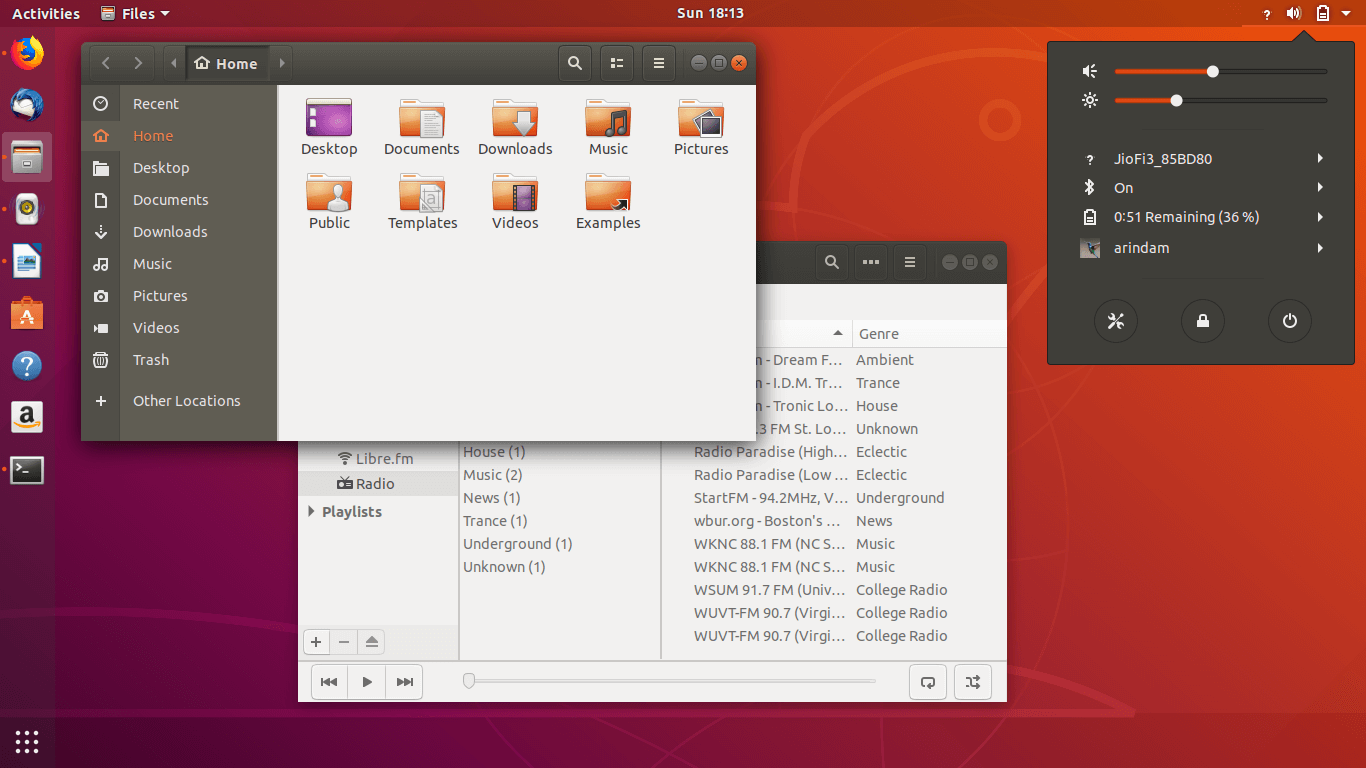 Activities
Files
Sun 18:13
?
Home
Recent
Home
Desktop
Documents
Downloads
Music
Pictures
Videos
Trash
Other Locations
Desktop
Documents
Downloads
Music
Pictures
Public
Templates
Videos
Examples
? JioFi3_85BD80
On
0:51 Remaining (36 %)
arindam
Libre.fm
Radio
Playlists
House (1)
Music (2)
News (1)
Trance (1)
Underground (1)
Unknown (1)
Genre
m - Dream F... Ambient
m - I.D.M. Tr... Trance
m - Tronic Lo... House
.3 FM St. Lo... Unknown
Radio Paradise (High... Eclectic
Radio Paradise (Low ... Eclectic
StartFM - 94.2MHz, V... Underground
wbur.org - Boston's ... News
WKNC 88.1 FM (NC S... Music
WKNC 88.1 FM (NC S... Music
WSUM 91.7 FM (Univ... College Radio
WUVT-FM 90.7 (Virgi... College Radio
WUVT-FM 90.7 (Virgi... College Radio